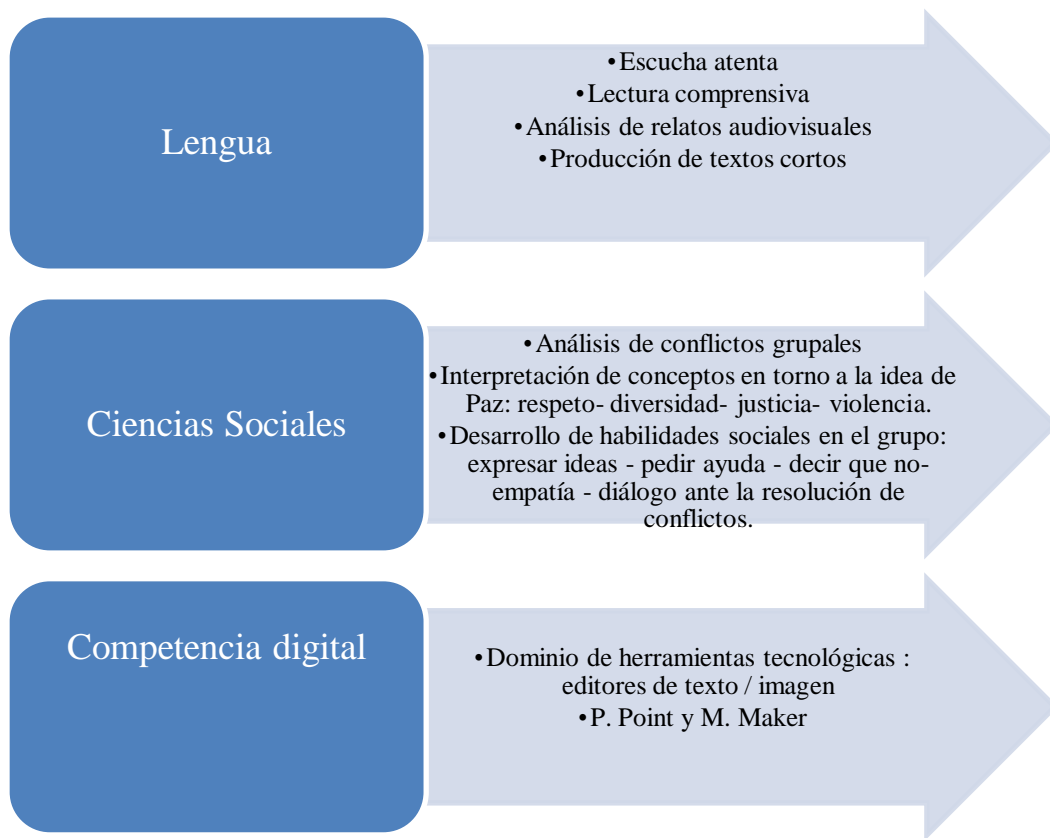 Lengua
•Escucha atenta
•Lectura comprensiva
•Análisis de relatos audiovisuales
•Producción de textos cortos
Ciencias Sociales
•Análisis de conflictos grupales
•Interpretación de conceptos en torno a la idea de
Paz: respeto- diversidad- justicia- violencia.
•Desarrollo de habilidades sociales en el grupo:
expresar ideas - pedir ayuda - decir que no-
empatía - diálogo ante la resolución de
conflictos.
Competencia digital
•Dominio de herramientas tecnológicas :
editores de texto / imagen
•P. Point y M. Maker